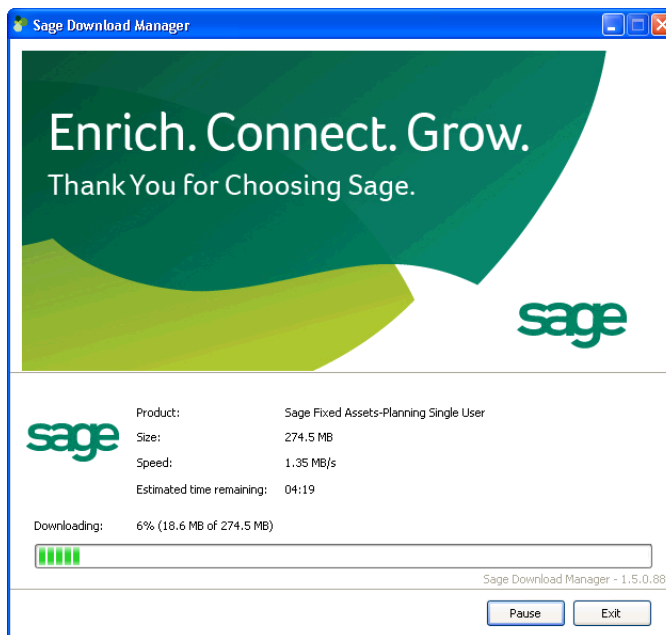 Sage Download Manager
Enrich. Connect. Grow.
Thank You for Choosing Sage.
sage
sage
Product: Sage Fixed Assets-Planning Single User
Size: 274.5 MB
Speed: 1.35 MB/s
Estimated time remaining: 04:19
Downloading: 6% (18.6 MB of 274.5 MB)
Sage Download Manager - 1.5.0.88
Pause Exit